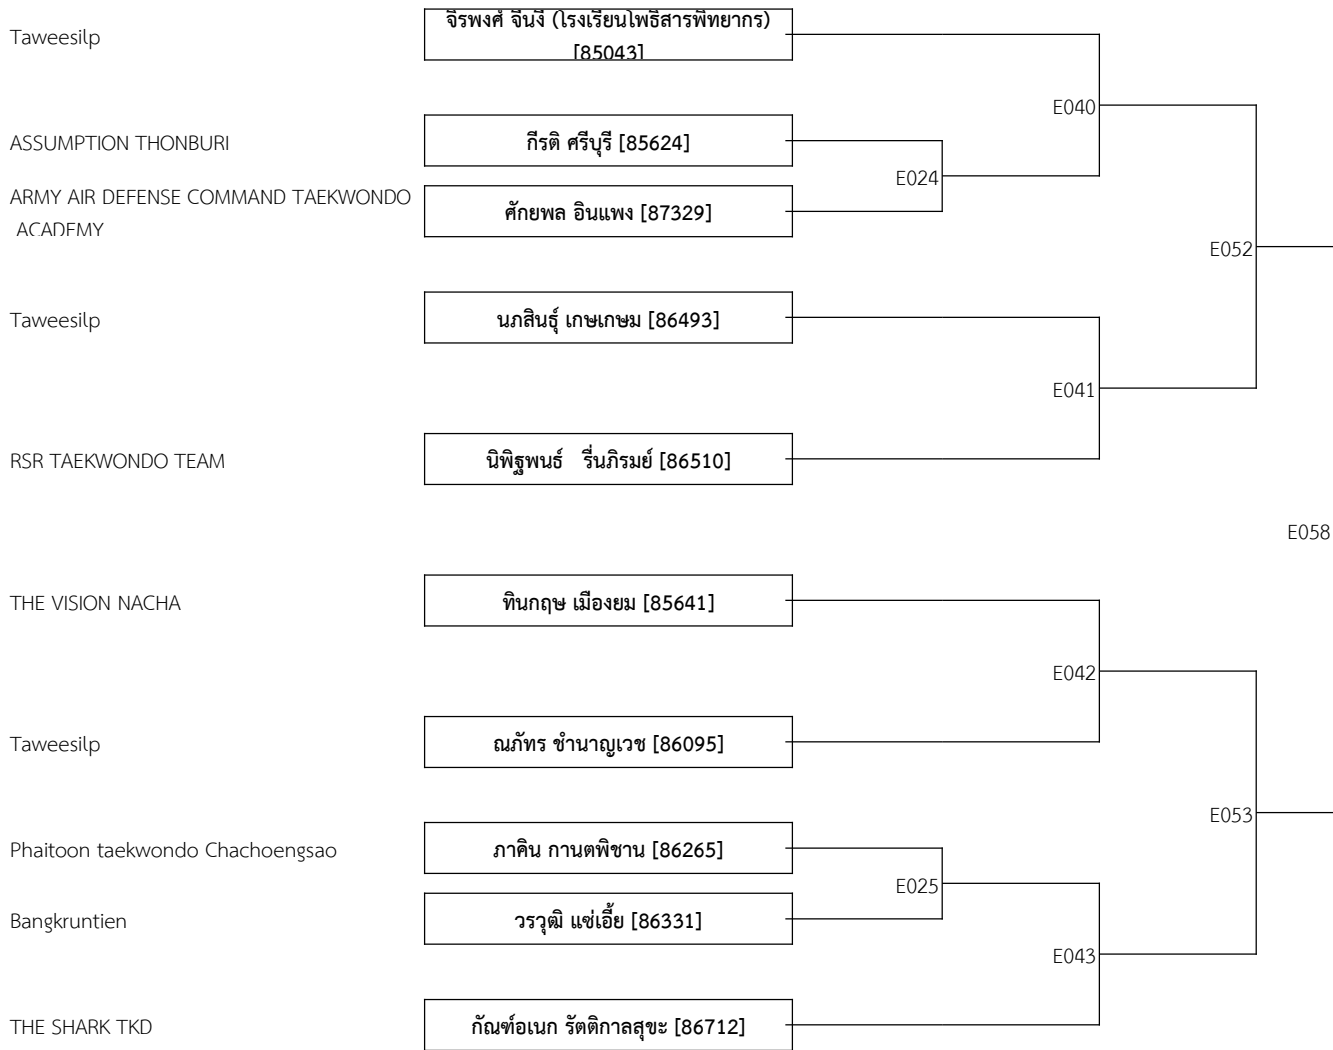 Taweesilp
จิรพงศ์ จีนงี่ (โรงเรียนโพธิสารพิทยากร)
[85043]
E040
ASSUMPTION THONBURI
กีรติ ศรีบุรี [85624]
E024
ARMY AIR DEFENSE COMMAND TAEKWONDO
ACADEMY
ศักยพล อินแพง [87329]
E052
Taweesilp
นภสินธุ์ เกษเกษม [86493]
E041
RSR TAEKWONDO TEAM
นิพิฐพนธ์ รื่นภิรมย์ [86510]
E058
THE VISION NACHA
ทินกฤษ เมืองยม [85641]
E042
Taweesilp
ณภัทร ชำนาญเวช [86095]
E053
Phaitoon taekwondo Chachoengsao
ภาคิน กานตพิชาน [86265]
E025
Bangkruntien
วรวุฒิ แซ่เอี้ย [86331]
E043
THE SHARK TKD
กัณฑ์อเนก รัตติกาลสุขะ [86712]